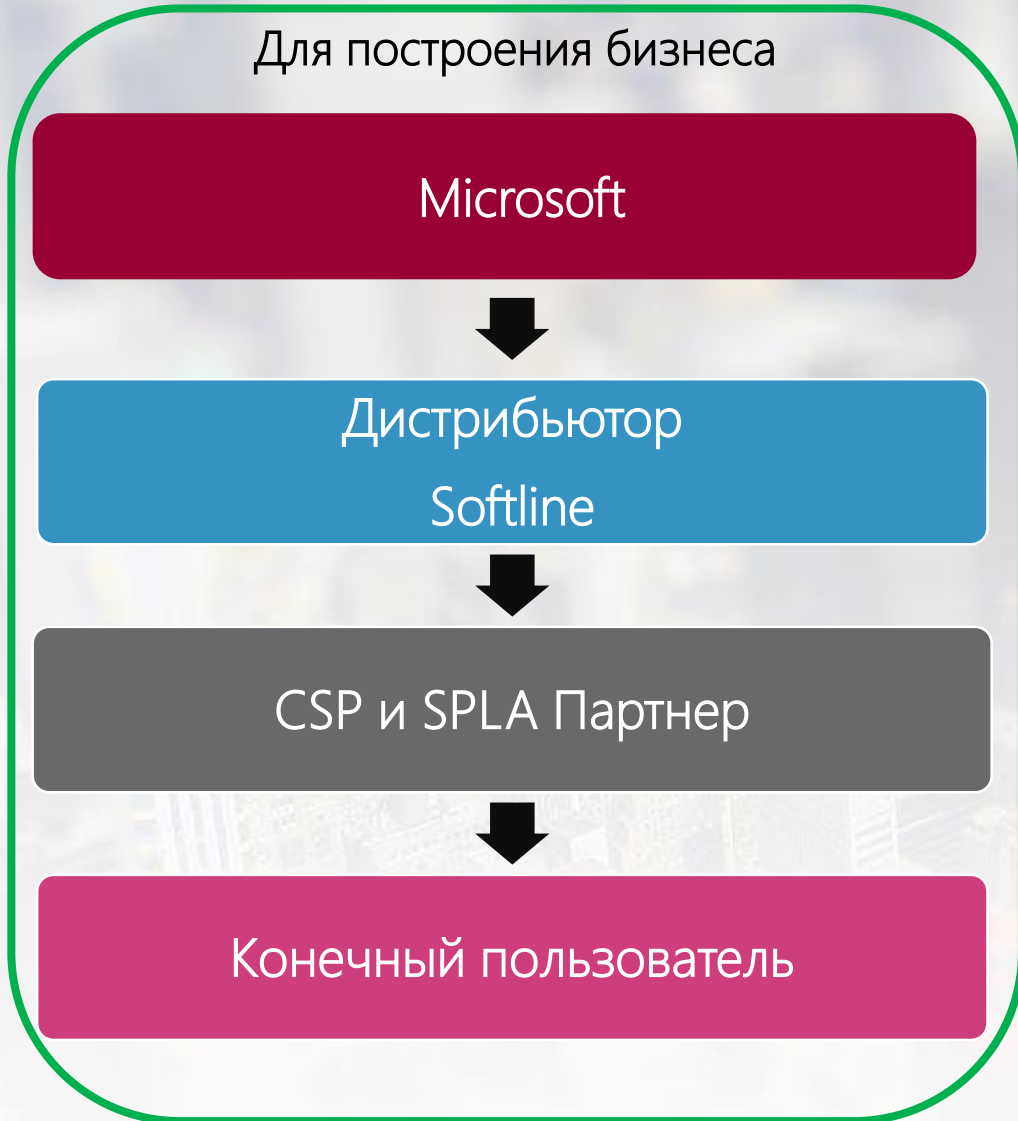 Для построения бизнеса
Microsoft
Дистрибьютор
Softline
CSP и SPLA Партнер
Конечный пользователь